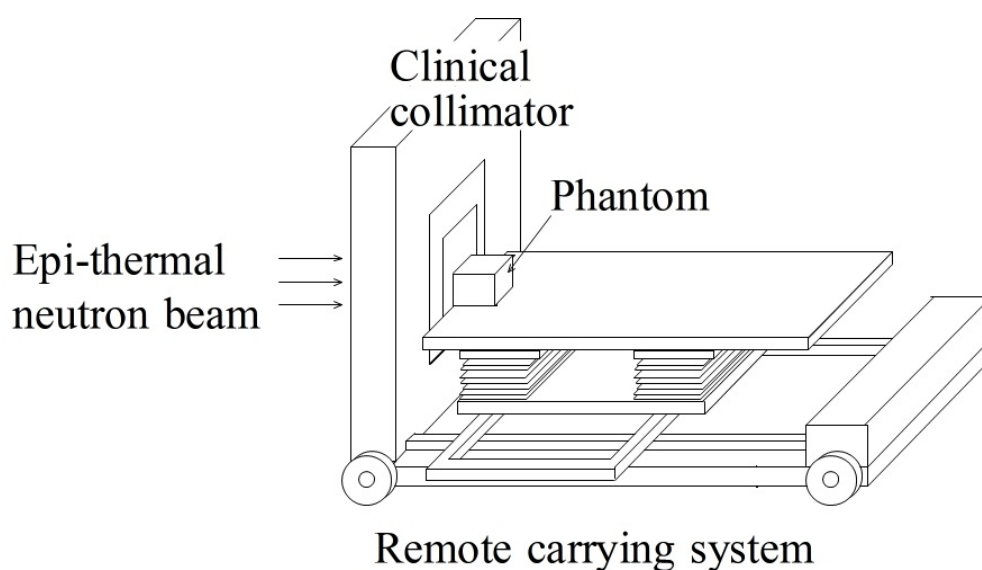 Clinical
collimator
Phantom
Epi-thermal
neutron beam
Remote carrying system